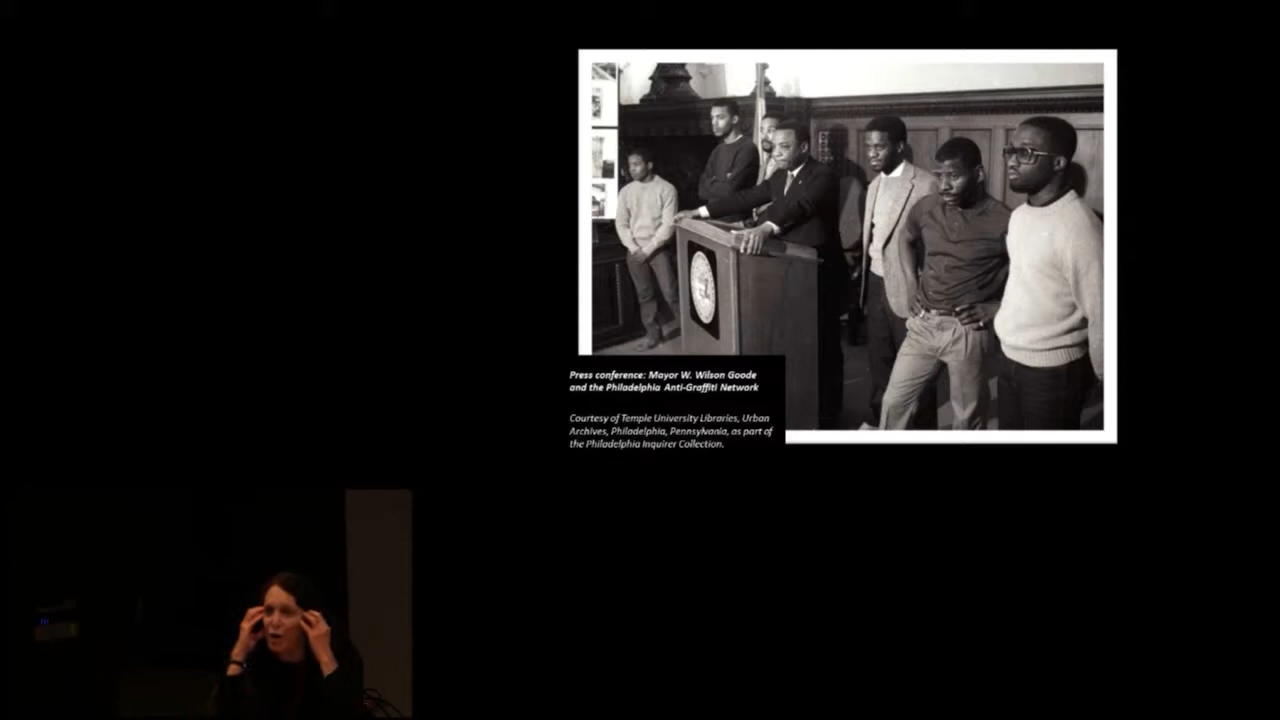 Press conference: Mayor W. Wilson Goode
and the Philadelphia Anti-Graffiti Network
Courtesy of Temple University Libraries, Urban
Archives, Philadelphia, Pennsylvania, as part of
the Philadelphia Inquirer Collection.